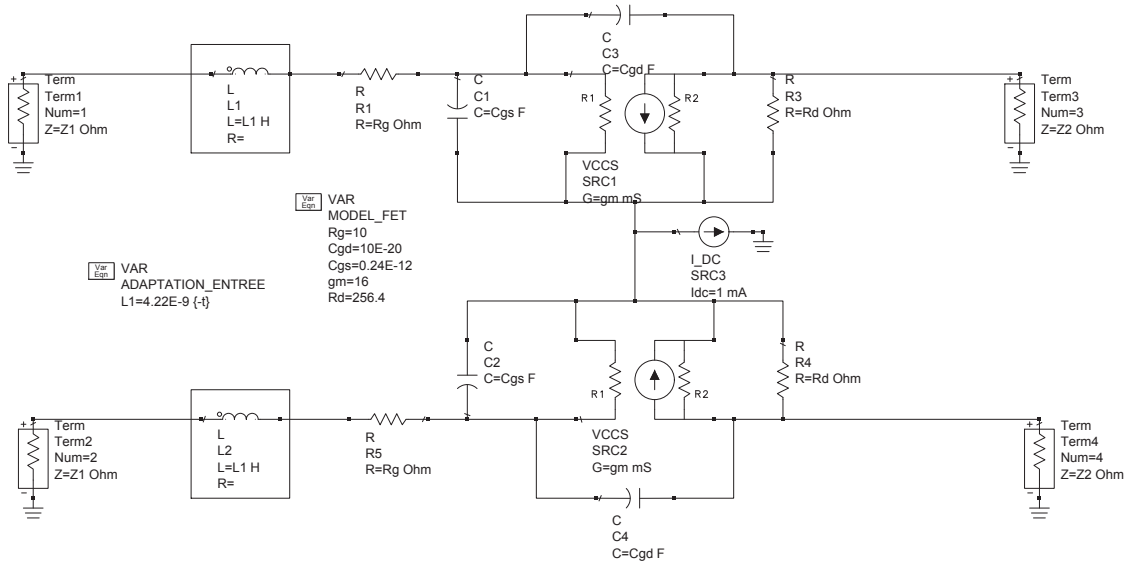 C
C3
C=Cgd F
+
Term
Term1
Num=1
Z=Z1 Ohm
-
L
L1
L=L1 H
R=
R
R1
R=Rg Ohm
C
C1
C=Cgs F
R1
R2
VCCS
SRC1
G=gm mS
R
R3
R=Rd Ohm
+
Term
Term3
Num=3
Z=Z2 Ohm
-
Var
Eqn
VAR
MODEL_FET
Rg=10
Cgd=10E-20
Cgs=0.24E-12
gm=16
Rd=256.4
Var
Eqn
VAR
ADAPTATION_ENTREE
L1=4.22E-9 {-t}
I_DC
SRC3
Idc=1 mA
C
C2
C=Cgs F
R1
R2
VCCS
SRC2
G=gm mS
R
R4
R=Rd Ohm
+
Term
Term2
Num=2
Z=Z1 Ohm
-
L
L2
L=L1 H
R=
R
R5
R=Rg Ohm
+
Term
Term4
Num=4
Z=Z2 Ohm
-
C
C4
C=Cgd F